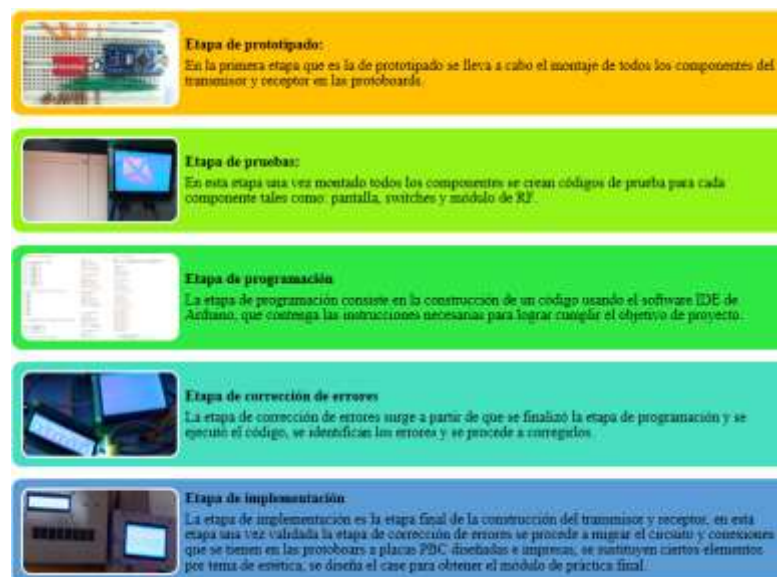 Etapa de prototipado:
En la primera etapa que es la de prototipado se lleva a cabo el montaje de todos los componentes del
transmisor y receptor en las protoboards.
Etapa de pruebas:
En esta etapa una vez montado todos los componentes se crean códigos de prueba para cada
componente tales como: pantalla, switches y modulo de RF.
Etapa de programación
La etapa de programación consiste en la construcción de un código usando el software IDE de
Arduino, que contenga las instrucciones necesarias para lograr cumplir el objetivo de proyecto.
Etapa de corrección de errores
La etapa de corrección de errores surge a partir de que se finalizó la etapa de programación y se
ejecutó el código, se identifican los errores y se procede a corregirlos.
Etapa de implementación
La etapa de implementación es la etapa final de la construcción del transmisor y receptor, en esta
etapa una vez validada la etapa de corrección de errores se procede a migrar el circuito y conexiones
que se tienen en las protoboars a placas PBC diseñadas e impresas, se sustituyen ciertos elementos
por tema de estética, se diseña el case para obtener el módulo de práctica final.